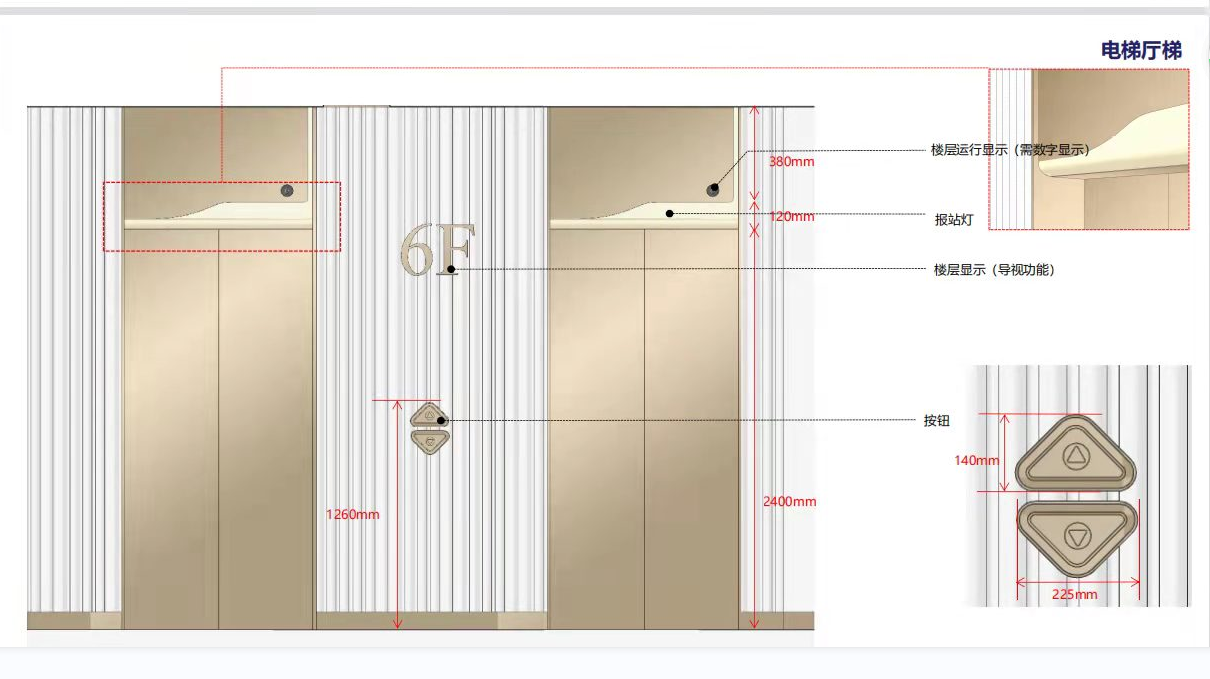 电梯厅梯
楼层运行显示（需数字显示）
380mm
120mm
报站灯
6F
楼层显示（导视功能）
按钮
140mm
1260mm
2400mm
225mm